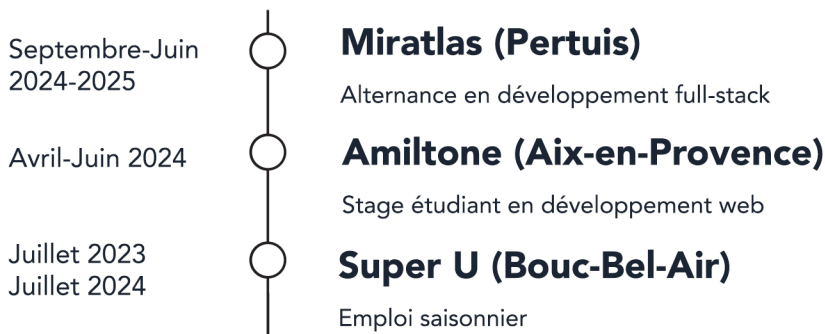 Septembre-Juin
2024-2025
Miratlas (Pertuis)
Alternance en développement full-stack
Avril-Juin 2024
Amiltone (Aix-en-Provence)
Stage étudiant en développement web
Juillet 2023
Juillet 2024
Super U (Bouc-Bel-Air)
Emploi saisonnier